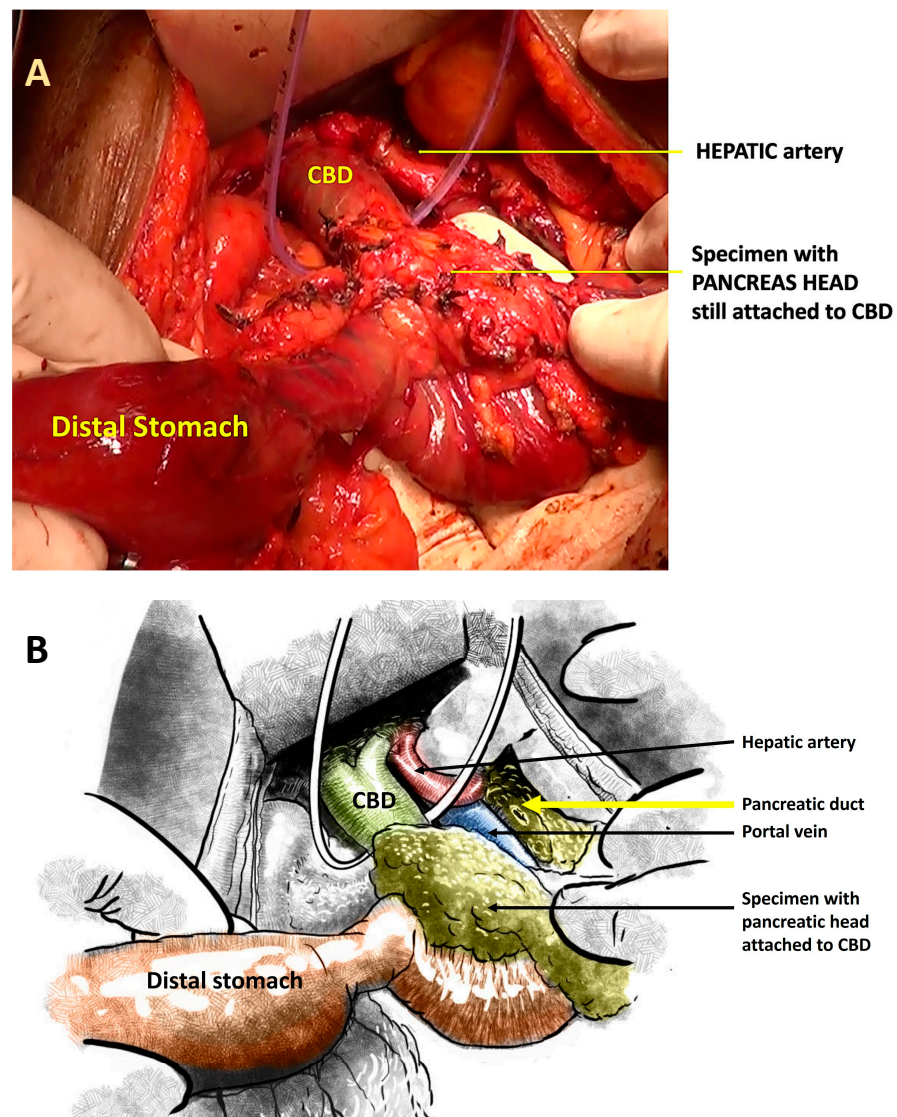 A
CBD
HEPATIC artery
Specimen with
PANCREAS HEAD
still attached to CBD
Distal Stomach
B
Hepatic artery
CBD
Pancreatic duct
Portal vein
Specimen with
pancreatic head
attached to CBD
Distal stomach